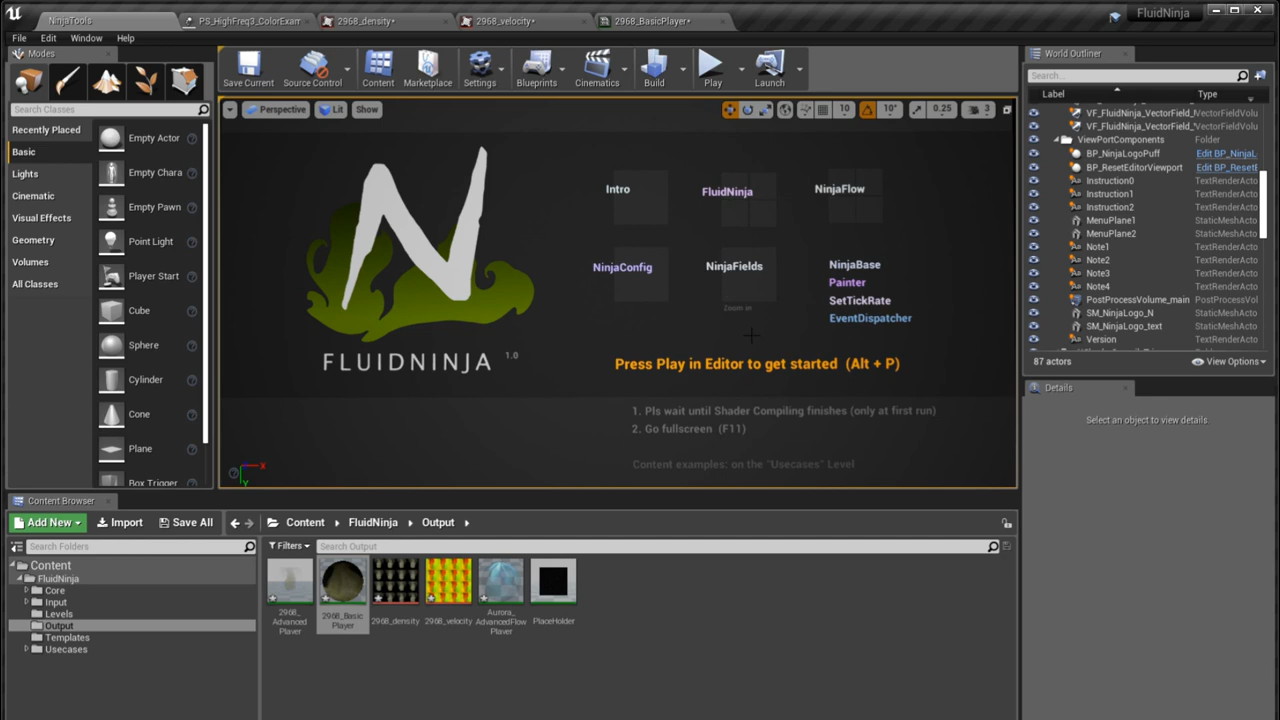 NinjaTools
PS_HighFreq3_ColorExam
2968_density*
2968_velocity*
2968_BasicPlayer*
FluidNinja
File
Edit
Window
Help
Modes
Search Classes
Recently Placed
Basic
Lights
Cinematic
Visual Effects
Geometry
Volumes
All Classes
Empty Actor
Empty Chara
Empty Pawn
Point Light
Player Start
Cube
Sphere
Cylinder
Cone
Plane
Box Trigger
Save Current
Source Control
Content
Marketplace
Settings
Blueprints
Cinematics
Build
Play
Launch
Perspective
Lit
Show
10
10°
0.25
3
N
FLUIDNINJA 1.0
Intro
FluidNinja
NinjaFlow
NinjaConfig
NinjaFields
Zoom in
NinjaBase
Painter
SetTickRate
EventDispatcher
Press Play in Editor to get started (Alt + P)
1. Pls wait until Shader Compiling finishes (only at first run)
2. Go fullscreen (F11)
Content examples: on the "Usecases" Level
X
Y
World Outliner
Search...
Label
Type
VF_FluidNinja_VectorField_ VectorFieldVolu
VF_FluidNinja_VectorField_ VectorFieldVolu
ViewPortComponents Folder
BP_NinjaLogoPuff Edit BP_NinjaL
BP_ResetEditorViewport Edit BP_ResetE
Instruction0 TextRenderActo
Instruction1 TextRenderActo
Instruction2 TextRenderActo
MenuPlane1 StaticMeshActo
MenuPlane2 StaticMeshActo
Note1 TextRenderActo
Note2 TextRenderActo
Note3 TextRenderActo
Note4 TextRenderActo
PostProcessVolume_main PostProcessVol
SM_NinjaLogo_N StaticMeshActo
SM_NinjaLogo_text StaticMeshActo
Version TextRenderActo
87 actors
View Options
Details
Select an object to view details
Content Browser
Add New
Import
Save All
Content
FluidNinja
Output
Search Folders
Filters
Search Output
Content
FluidNinja
Core
Input
Levels
Output
Templates
Usecases
2968_
Advanced
Player
2968_Basic
Player
2968_density
2968_velocity
Aurora_
AdvancedFlow
Player
PlaceHolder